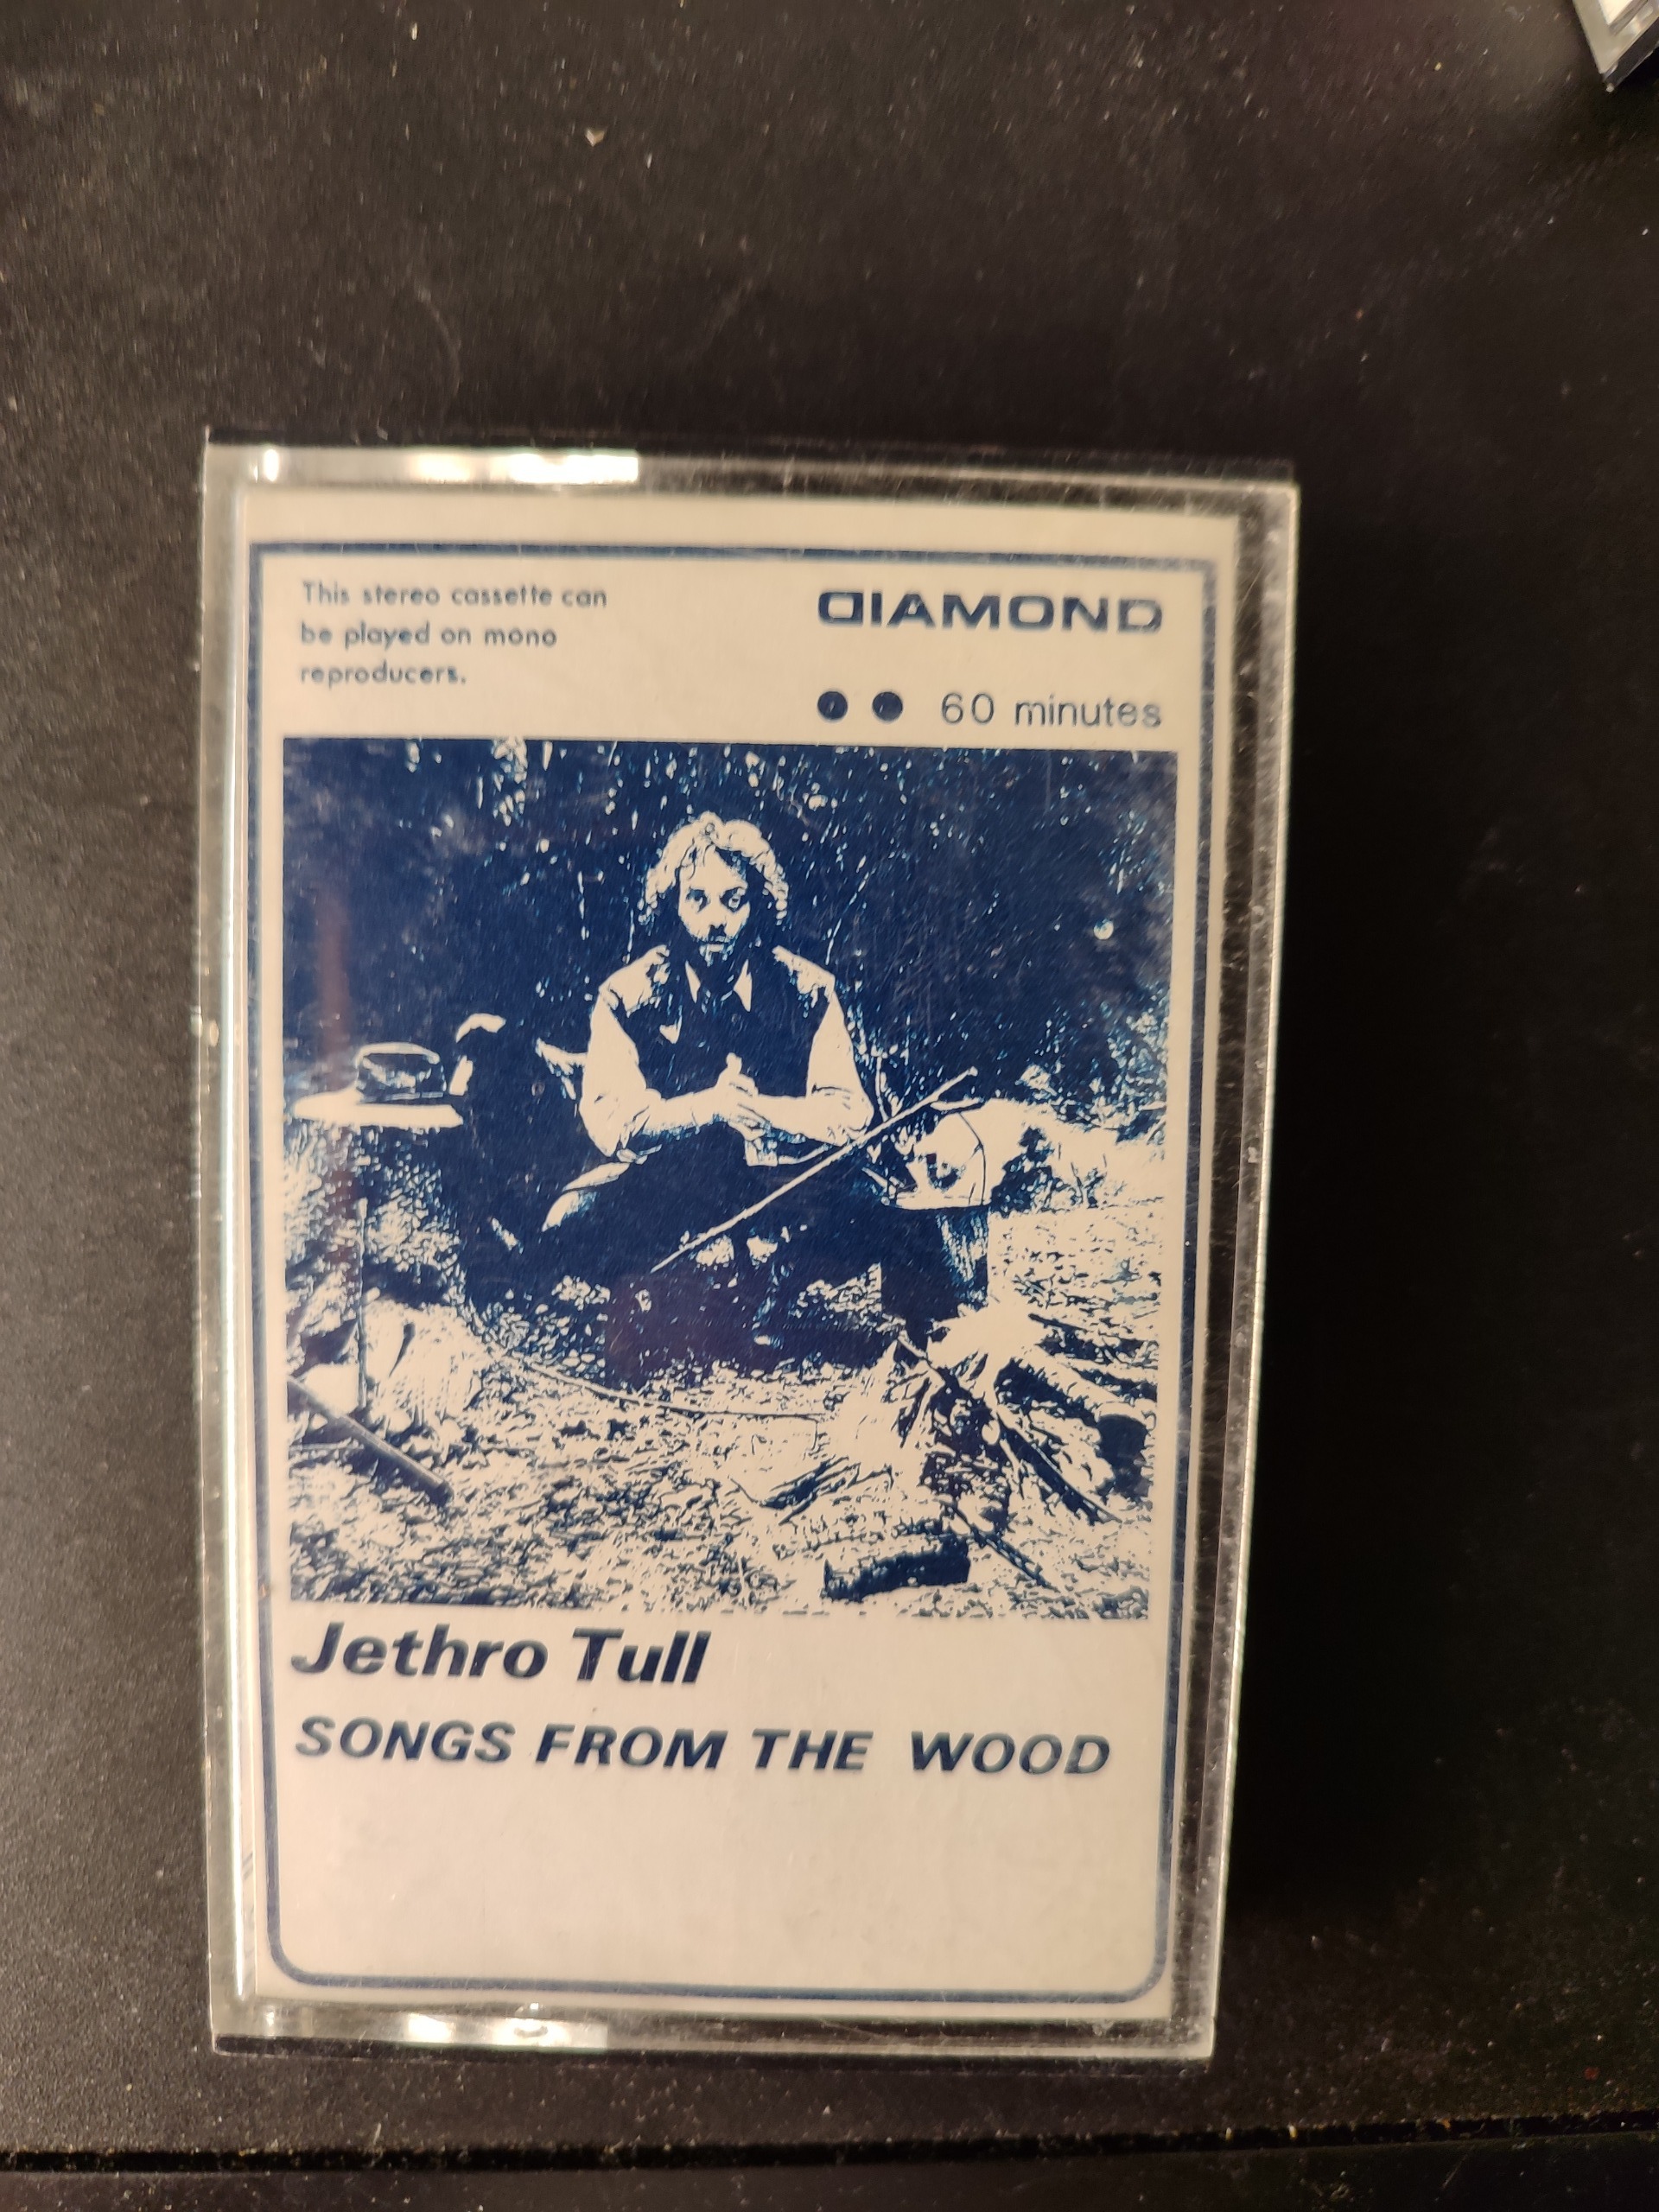 This stereo cassette can
be played on mono
reproducers.
DIAMOND
60 minutes
Jethro Tull
SONGS FROM THE WOOD